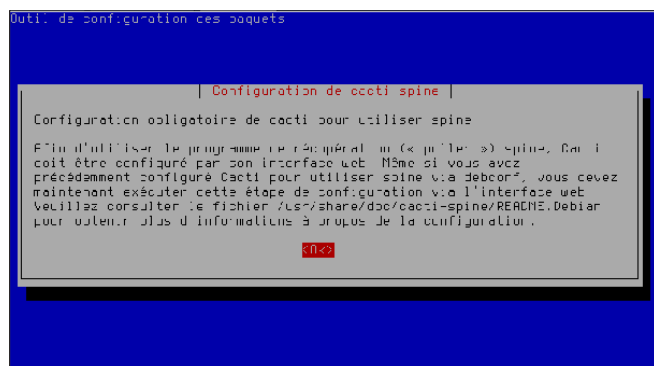 Outil de configuration des paquets
Configuration de cacti spine
Configuration obligatoire de cacti pour utiliser spine
Afin d'utiliser le programme de récupération (« poller ») spine, Cacti
doit être configuré par son interface web. Même si vous avez
précédemment configuré Cacti pour utiliser spine via debconf, vous devez
maintenant exécuter cette étape de configuration via l'interface web
Veuillez consulter le fichier /usr/share/doc/cacti-spine/README.Debian
pour obtenir plus d'informations à propos de la configuration.
<Ok>